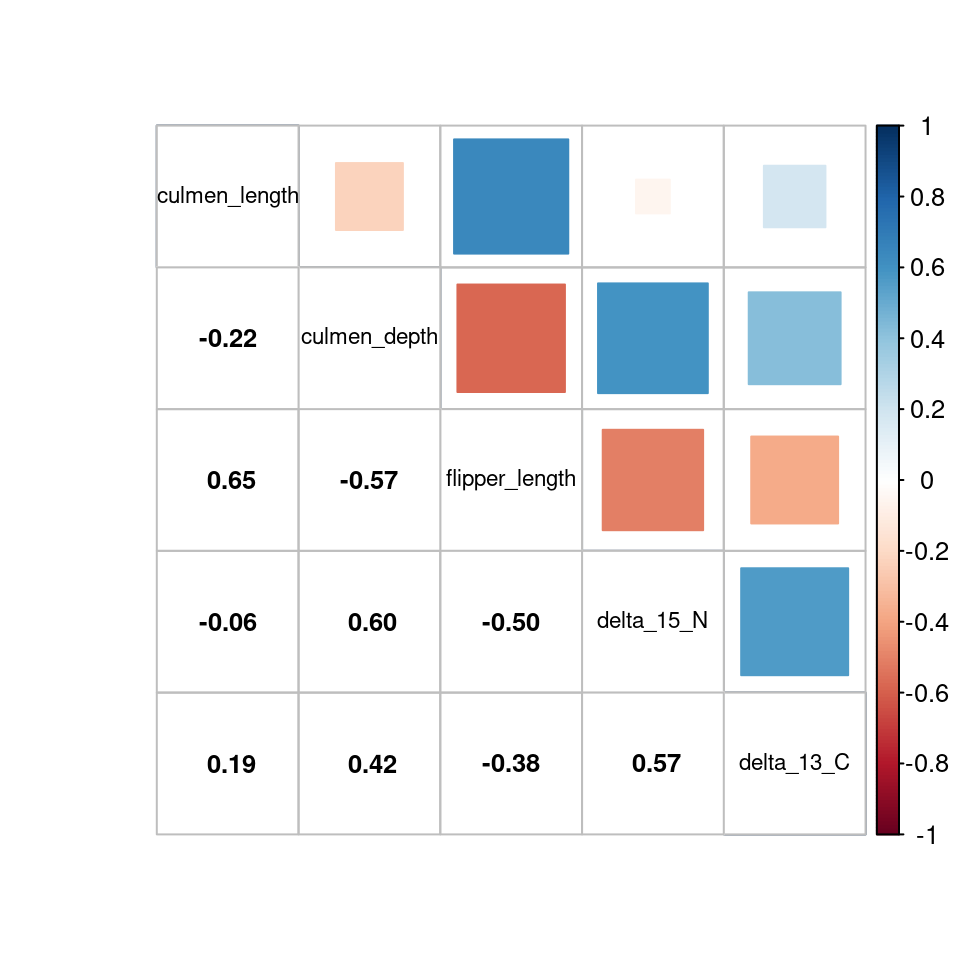 culmen_length
-0.22 culmen_depth
0.65 -0.57 flipper_length
-0.06 0.60 -0.50 delta_15_N
0.19 0.42 -0.38 0.57 delta_13_C
1
0.8
0.6
0.4
0.2
0
-0.2
-0.4
-0.6
-0.8
-1